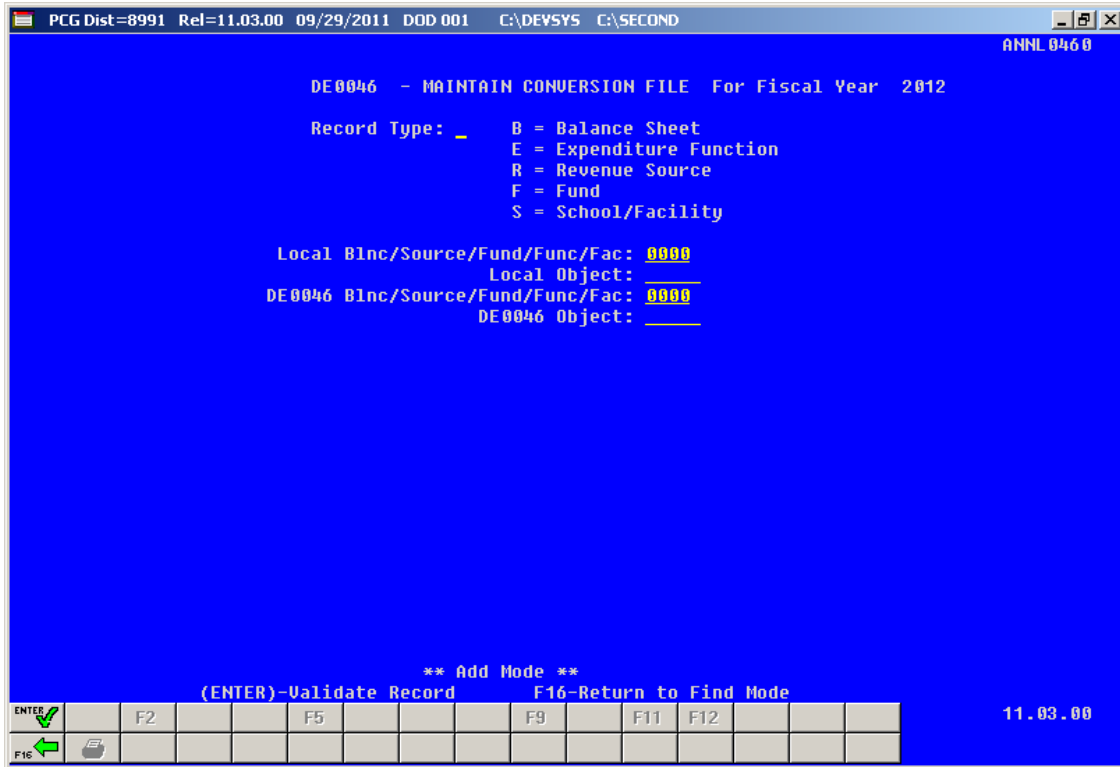 PCG Dist=8991 Rel=11.03.00 09/29/2011 DOD 001 C:\DEVSYS C:\SECOND
ANNL0460
DE0046 - MAINTAIN CONVERSION FILE For Fiscal Year 2012
Record Type: _ B = Balance Sheet
E = Expenditure Function
R = Revenue Source
F = Fund
S = School/Facility
Local Blnc/Source/Fund/Func/Fac: 0000
Local Object: _____
DE0046 Blnc/Source/Fund/Func/Fac: 0000
DE0046 Object: _____
** Add Mode **
(ENTER)-Validate Record F16-Return to Find Mode
ENTER F2 F5 F9 F11 F12 11.03.00
F16